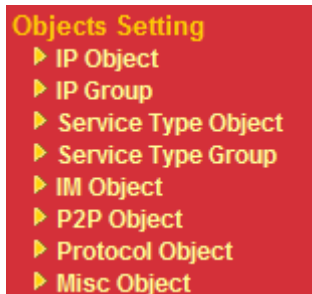 Objects Setting
IP Object
IP Group
Service Type Object
Service Type Group
IM Object
P2P Object
Protocol Object
Misc Object